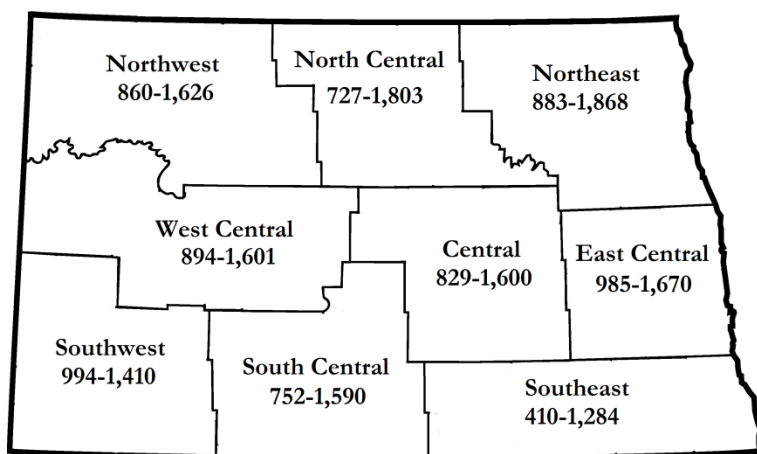 Northwest
860-1,626
North Central
727-1,803
Northeast
883-1,868
West Central
894-1,601
Central
829-1,600
East Central
985-1,670
Southwest
994-1,410
South Central
752-1,590
Southeast
410-1,284